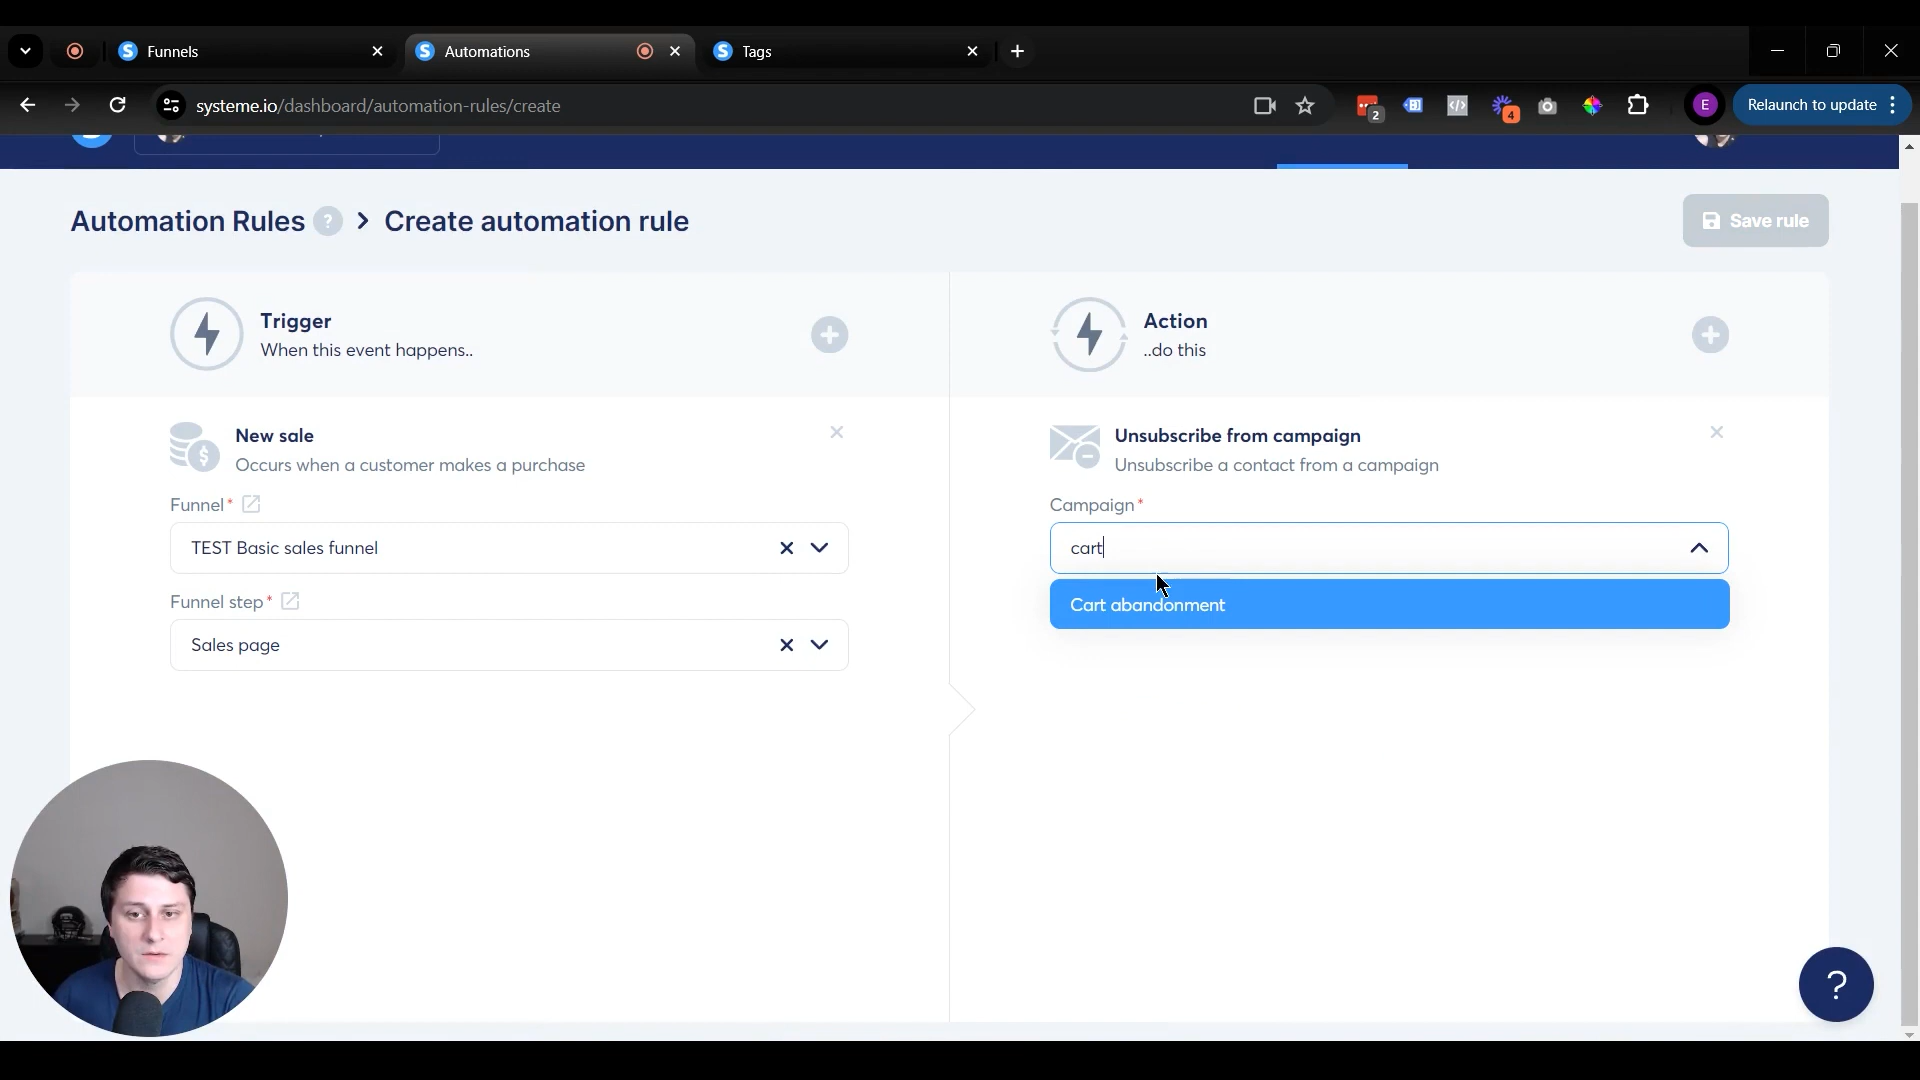 Funnels
Automations
Tags
systeme.io/dashboard/automation-rules/create
2
4
E
Relaunch to update
Automation Rules ? > Create automation rule
Save rule
Trigger
When this event happens..
Action
..do this
New sale
Occurs when a customer makes a purchase
Funnel*
TEST Basic sales funnel
Funnel step*
Sales page
Unsubscribe from campaign
Unsubscribe a contact from a campaign
Campaign*
cart
Cart abandonment
?